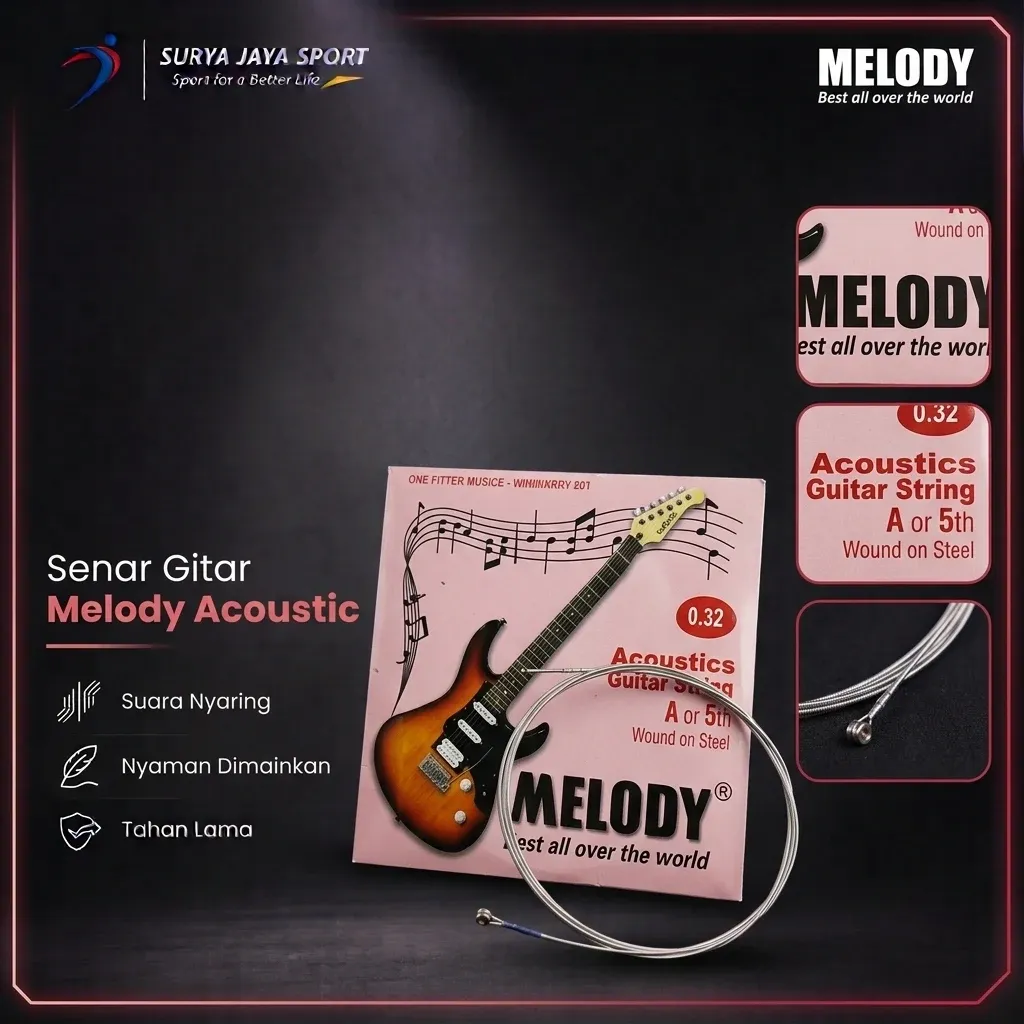 SURYA JAYA SPORT
Sport for a Better Life
MELODY
Best all over the world
Wound on
MELODY
est all over the wor
0.32
Acoustics
Guitar String
A or 5th
Wound on Steel
Senar Gitar
Melody Acoustic
Suara Nyaring
Nyaman Dimainkan
Tahan Lama
ONE FITTER MUSICE - WIHINKRRY 201
0.32
Acoustics
Guitar String
A or 5th
Wound on Steel
MELODY®
Best all over the world